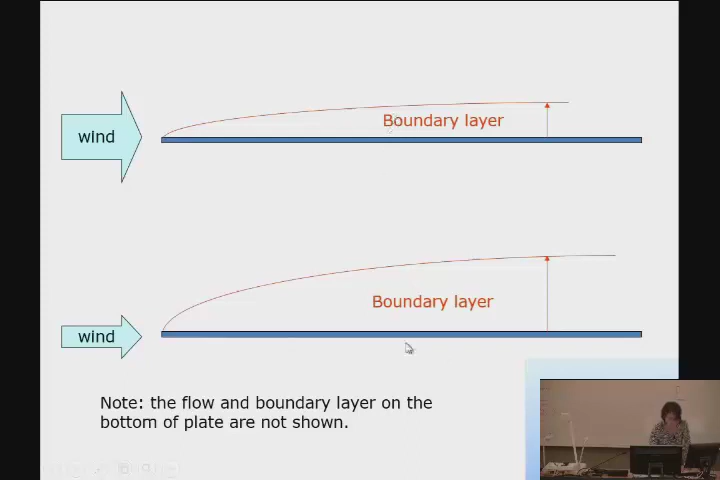 wind
Boundary layer
Boundary layer
wind
Note: the flow and boundary layer on the
bottom of plate are not shown.